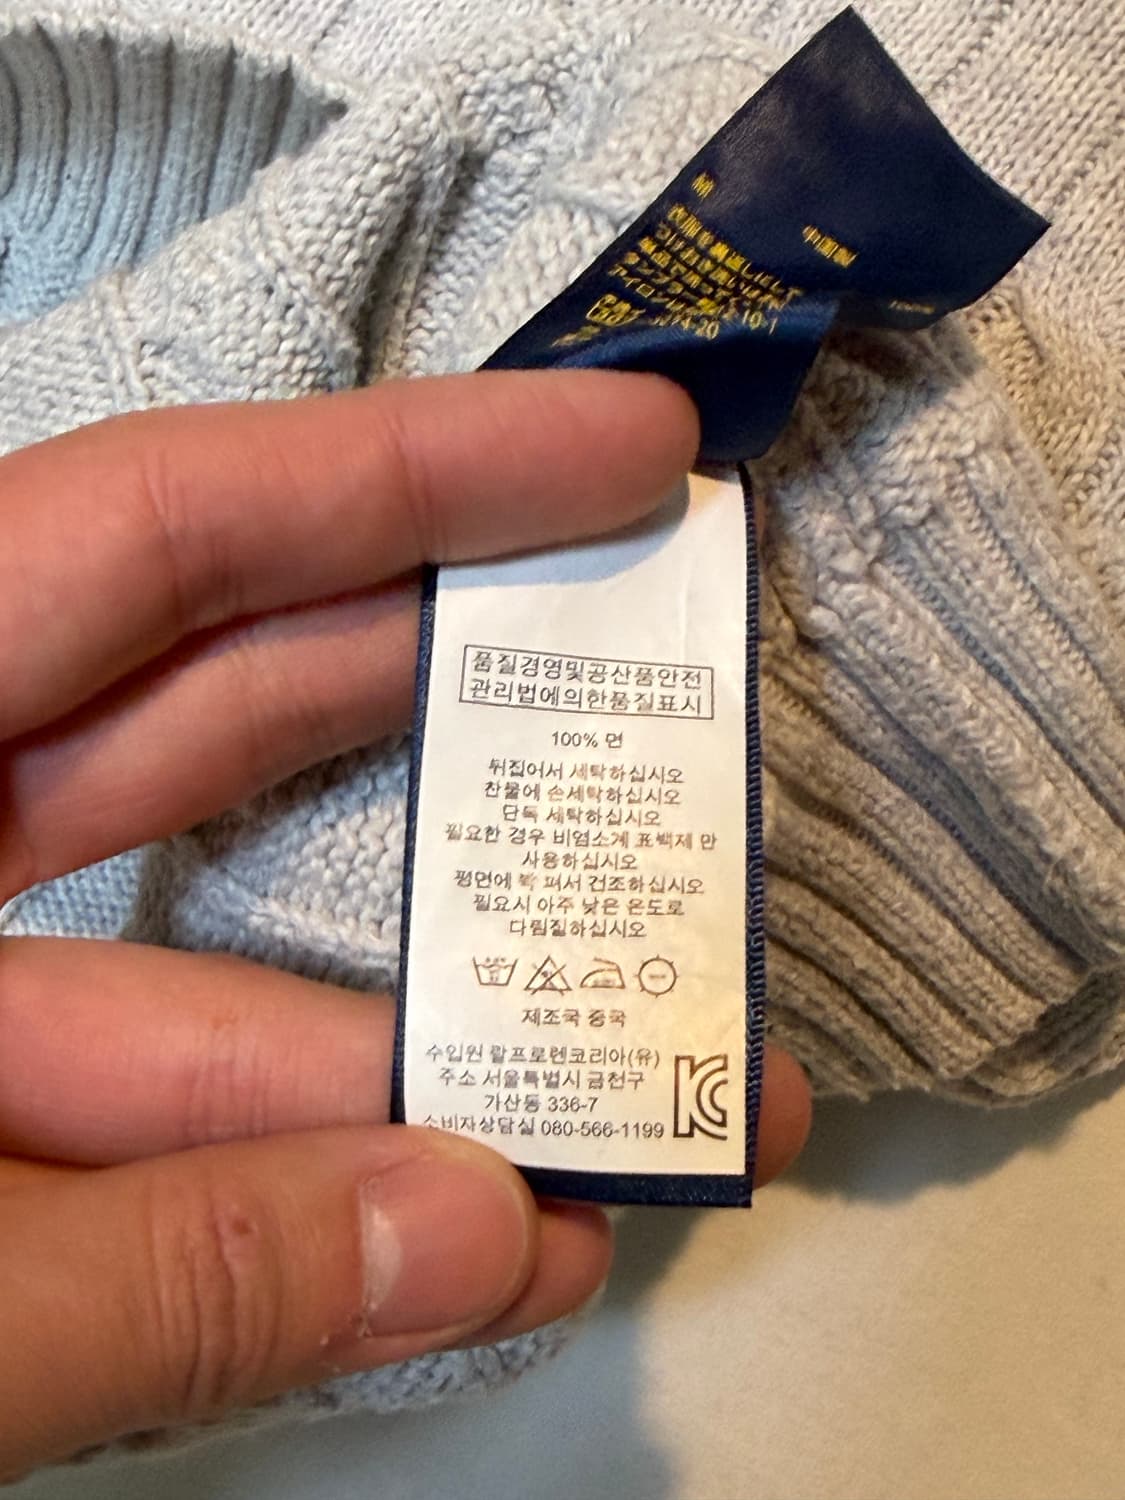 綿
中国製
品質경영및공산품안전
관리법에의한품질표시
100% 면
뒤집어서 세탁하십시오
찬물에 손세탁하십시오
단독 세탁하십시오
필요한 경우 비염소계 표백제 만
사용하십시오
평면에 쫙 펴서 건조하십시오
필요시 아주 낮은 온도로
다림질하십시오
제조국 중국
수입원 랄프로렌코리아(유)
주소 서울특별시 금천구
가산동 336-7
소비자상담실 080-566-1199